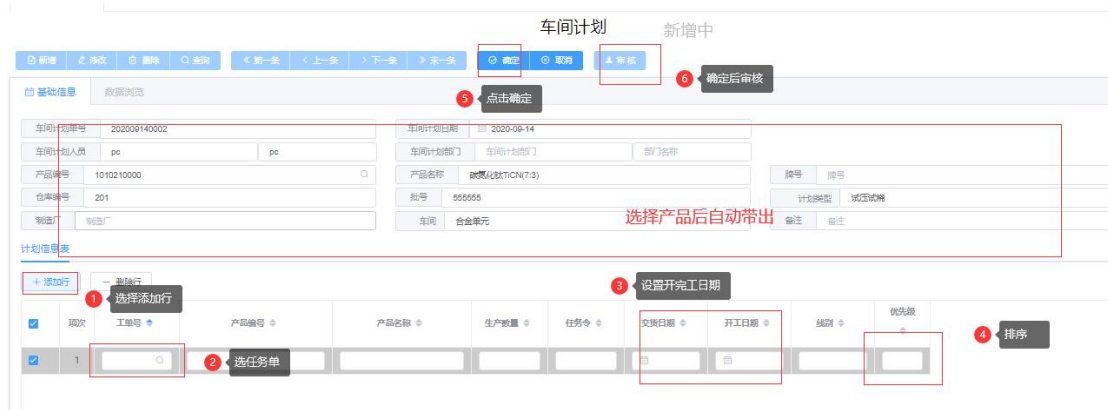 车间计划 新增中
新增 修改 删除 查询 第一条 上一条 下一条 末一条 确定 取消 审核
6 确定后审核
基础信息 数据浏览
5 点击确定
车间计划单号 202009140002 车间计划日期 2020-09-14
车间计划人员 pc pc 车间计划部门 车间计划部门 部门名称
产品编号 1010210000 产品名称 碳氮化钛TiCN(7:3) 牌号 牌号
仓库编号 201 批号 555555 计划类型 试压试烧
制造厂 制造厂 车间 合金单元 选择产品后自动带出 备注 备注
计划信息表
+ 添加行 - 删除行
1 选择添加行
3 设置开完工日期
项次 工单号 产品编号 产品名称 生产数量 任务令 交货日期 开工日期 线别 优先级
4 排序
1
2 选任务单